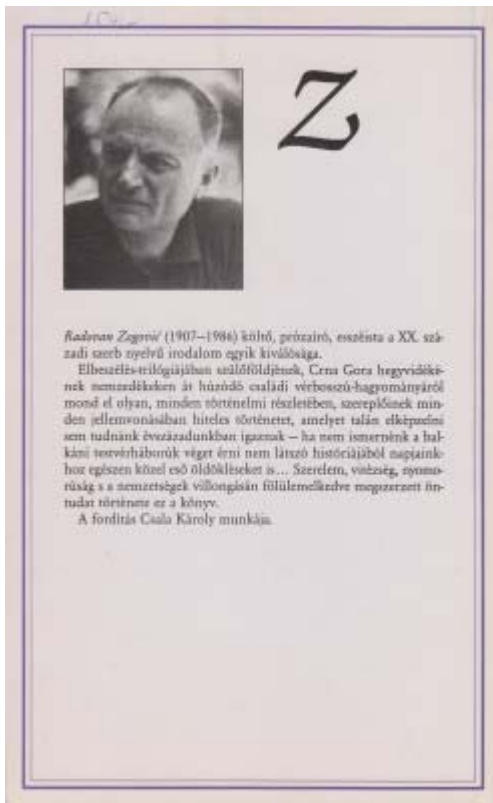 Z
Radovan Zogović (1907–1986) költő, prózaíró, esszéista a XX. szá-
zadi szerb nyelvű irodalom egyik kiválósága.
Elbeszélés-trilógiájában szülőföldjének, Crna Gora hegyvidéké-
nek nemzedékeken át húzódó családi vérbosszú-hagyományáról
mond el olyan, minden történelmi részletében, szereplőinek min-
den jellemvonásában hiteles történetet, amelyet talán elképzelni
sem tudnánk évszázadunkban igaznak – ha nem ismernénk a bal-
káni testvérháborúk véget érni nem látszó históriájából napjaink-
hoz egészen közel eső öldökléseket is... Szerelem, vitézség, nyomo-
rúság s a nemzetségek villongásán fölülemelkedve megszerzett ön-
tudat története ez a könyv.
A fordítás Csala Károly munkája.